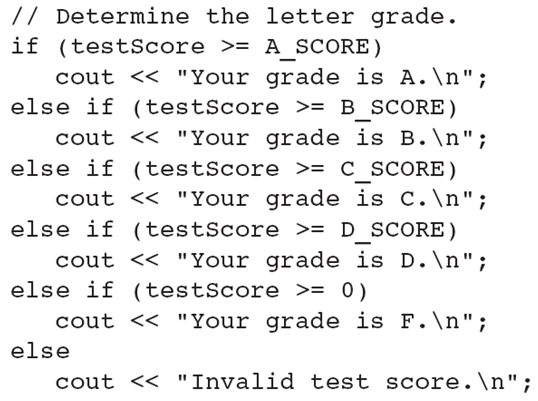 // Determine the letter grade.
if (testScore >= A_SCORE)
   cout << "Your grade is A.\n";
else if (testScore >= B_SCORE)
   cout << "Your grade is B.\n";
else if (testScore >= C_SCORE)
   cout << "Your grade is C.\n";
else if (testScore >= D_SCORE)
   cout << "Your grade is D.\n";
else if (testScore >= 0)
   cout << "Your grade is F.\n";
else
   cout << "Invalid test score.\n";